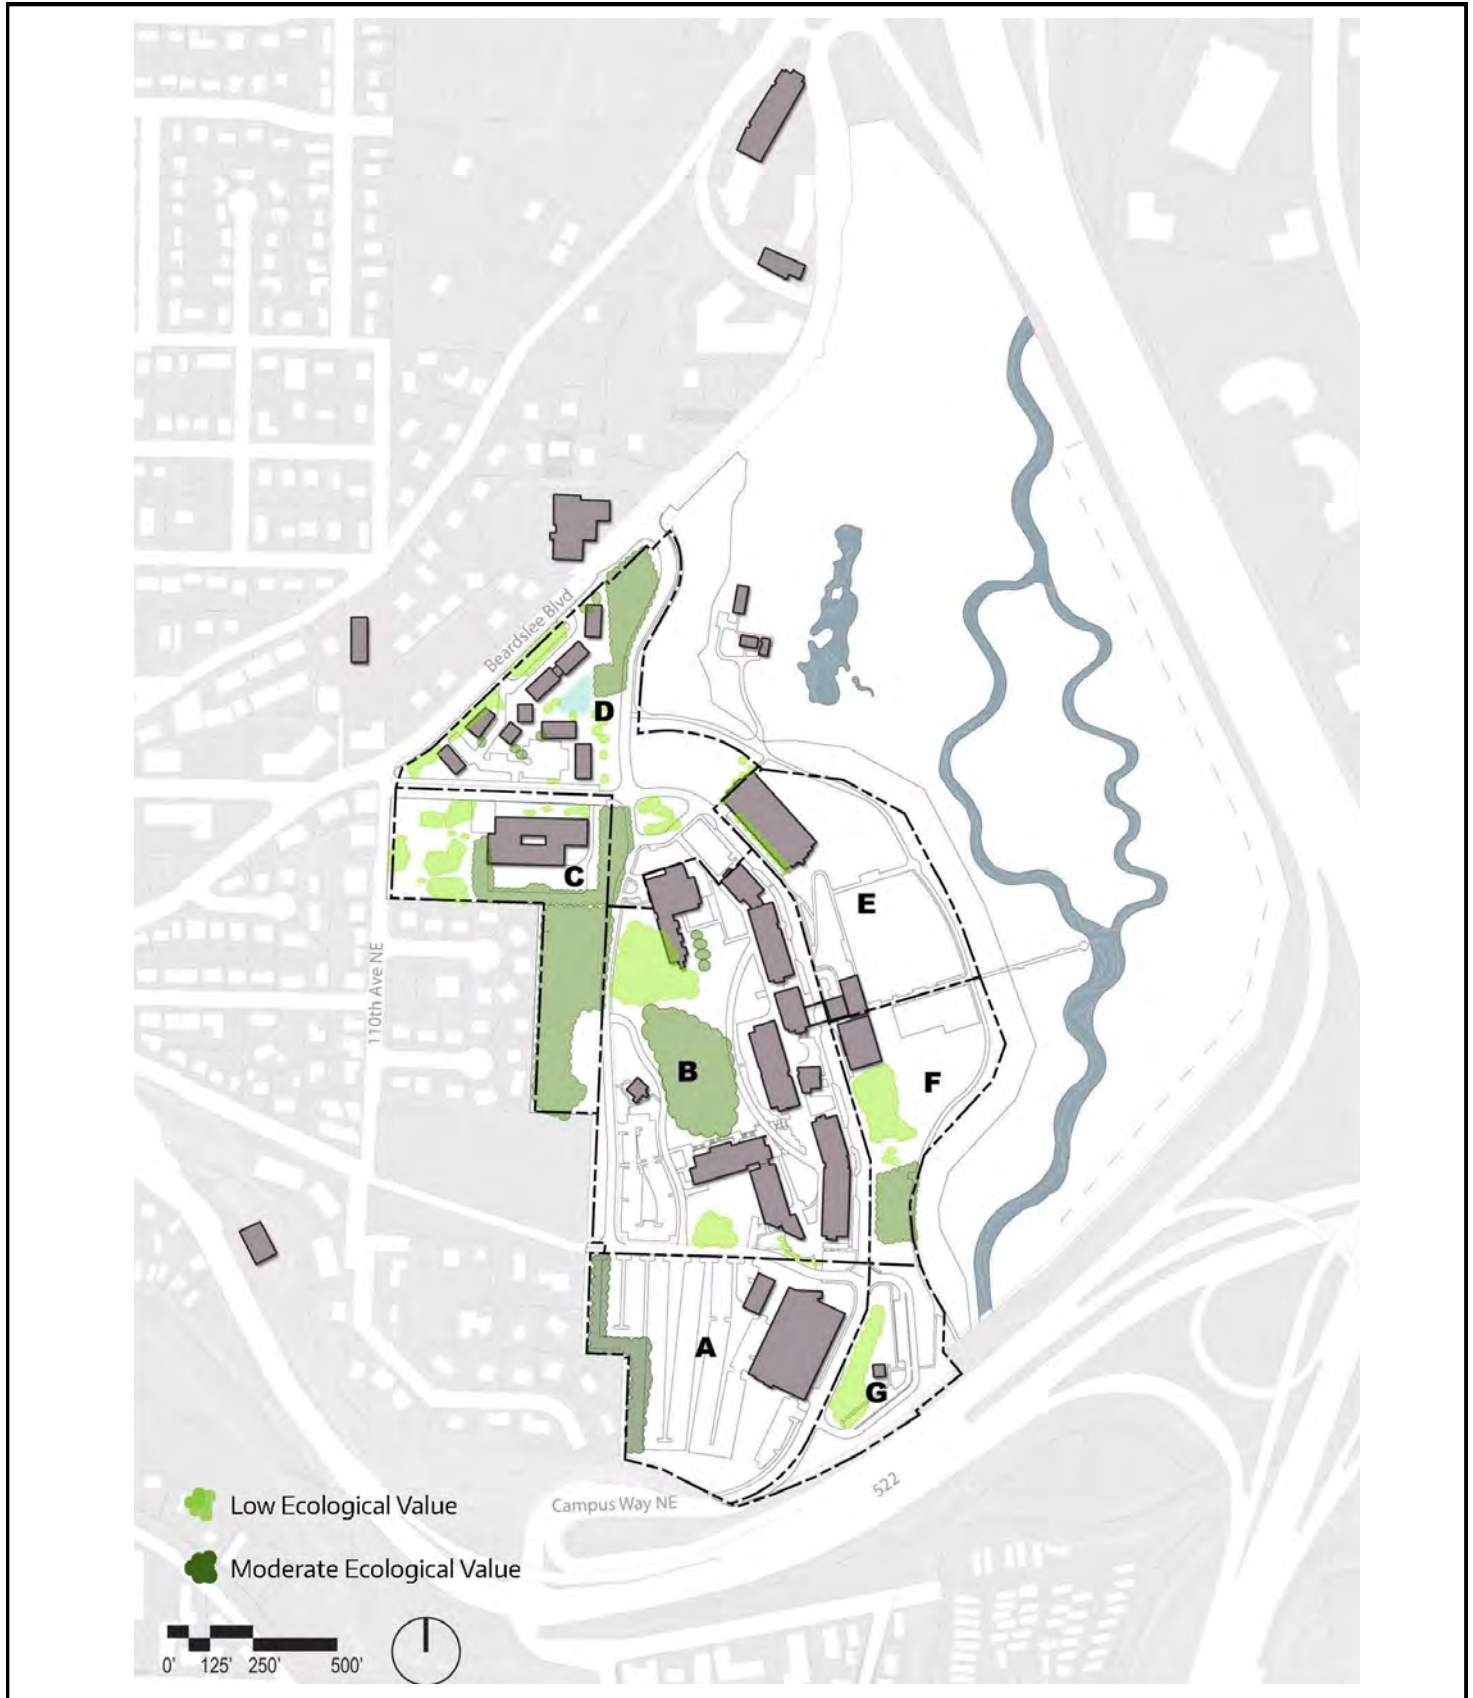 Beardslee Blvd
D
C
E
110th Ave NE
B
F
A
G
522
Campus Way NE
Low Ecological Value
Moderate Ecological Value
0' 125' 250' 500'